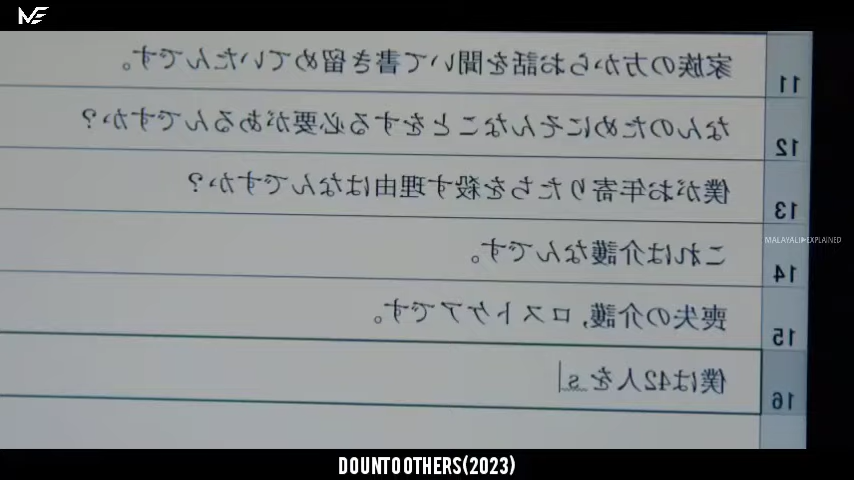 MF
11 家族の方からお話を聞いて書き留めていたんです。
12 なんのためにそんなことをする必要があるんですか?
13 僕がお年寄りたちを殺す理由はなんですか?
14 これは介護なんです。
15 喪失の介護,ロストケアです。
16 僕は42人をs
MALAYALIEXPLAINED
DOUNTOOTHERS(2023)